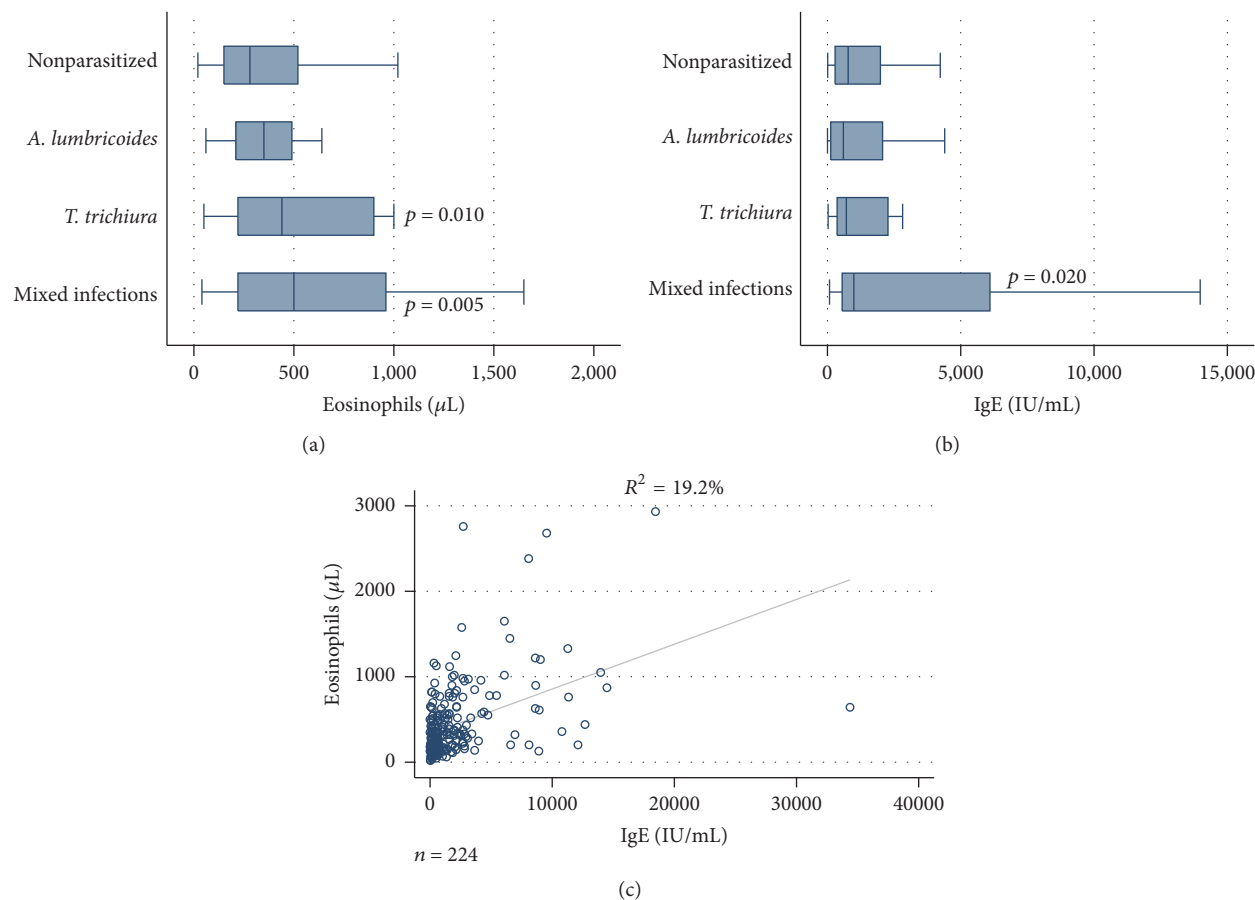 Nonparasitized
A. lumbricoides
T. trichiura
p = 0.010
Mixed infections
p = 0.005
0 500 1,000 1,500 2,000
Eosinophils (μL)
(a)
Nonparasitized
A. lumbricoides
T. trichiura
Mixed infections
p = 0.020
0 5,000 10,000 15,000
IgE (IU/mL)
(b)
R² = 19.2%
3000
2000
1000
0
Eosinophils (μL)
0 10000 20000 30000 40000
IgE (IU/mL)
n = 224
(c)